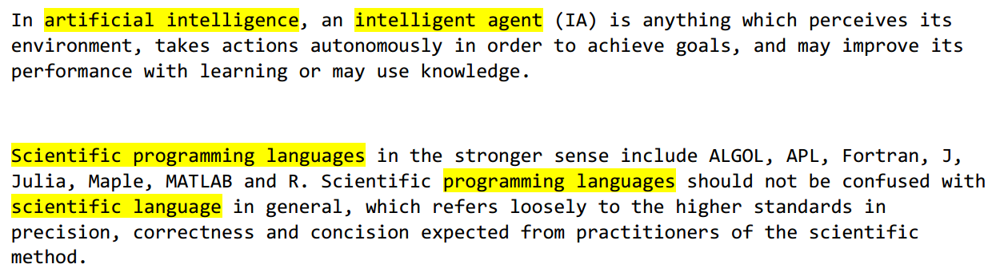 In artificial intelligence, an intelligent agent (IA) is anything which perceives its
environment, takes actions autonomously in order to achieve goals, and may improve its
performance with learning or may use knowledge.
Scientific programming languages in the stronger sense include ALGOL, APL, Fortran, J,
Julia, Maple, MATLAB and R. Scientific programming languages should not be confused with
scientific language in general, which refers loosely to the higher standards in
precision, correctness and concision expected from practitioners of the scientific
method.